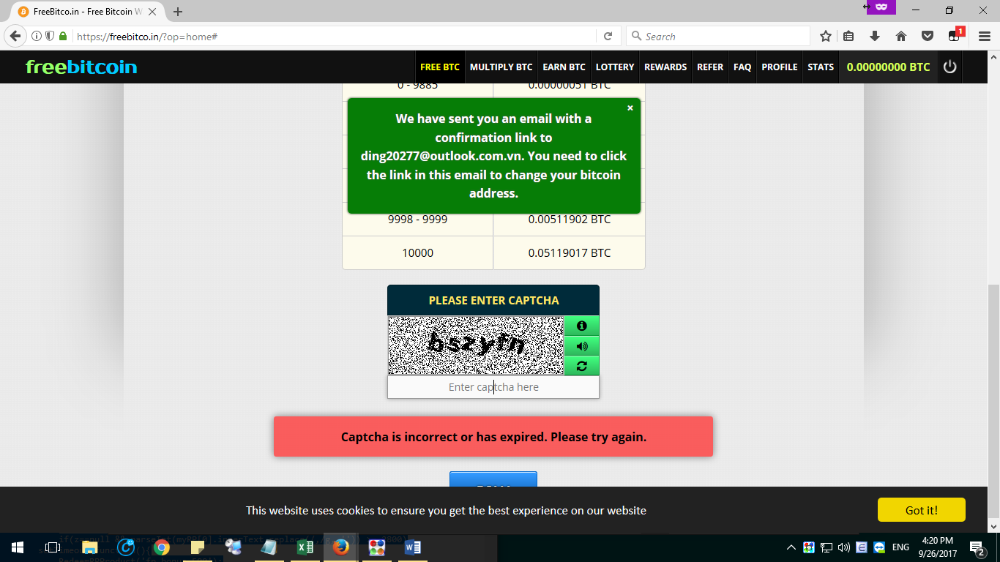 FreeBitco.in - Free Bitcoin W
https://freebitco.in/?op=home#
Search
1
freebitcoin
FREE BTC MULTIPLY BTC EARN BTC LOTTERY REWARDS REFER FAQ PROFILE STATS 0.00000000 BTC
0 - 9885 0.00000051 BTC
We have sent you an email with a
confirmation link to
ding20277@outlook.com.vn. You need to click
the link in this email to change your bitcoin
address.
9998 - 9999 0.00511902 BTC
10000 0.05119017 BTC
PLEASE ENTER CAPTCHA
bszyfn
Enter captcha here
Captcha is incorrect or has expired. Please try again.
This website uses cookies to ensure you get the best experience on our website
Got it!
ENG
4:20 PM
9/26/2017
2